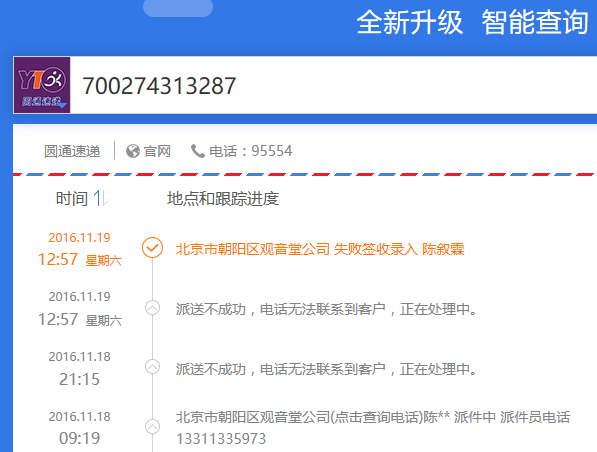 全新升级 智能查询
YTO
圆通速递
700274313287
圆通速递 官网 电话：95554
时间 地点和跟踪进度
2016.11.19
12:57 星期六
北京市朝阳区观音堂公司 失败签收录入 陈叙霖
2016.11.19
12:57 星期六
派送不成功，电话无法联系到客户，正在处理中。
2016.11.18
21:15
派送不成功，电话无法联系到客户，正在处理中。
2016.11.18
09:19
北京市朝阳区观音堂公司(点击查询电话)陈** 派件中 派件员电话
13311335973